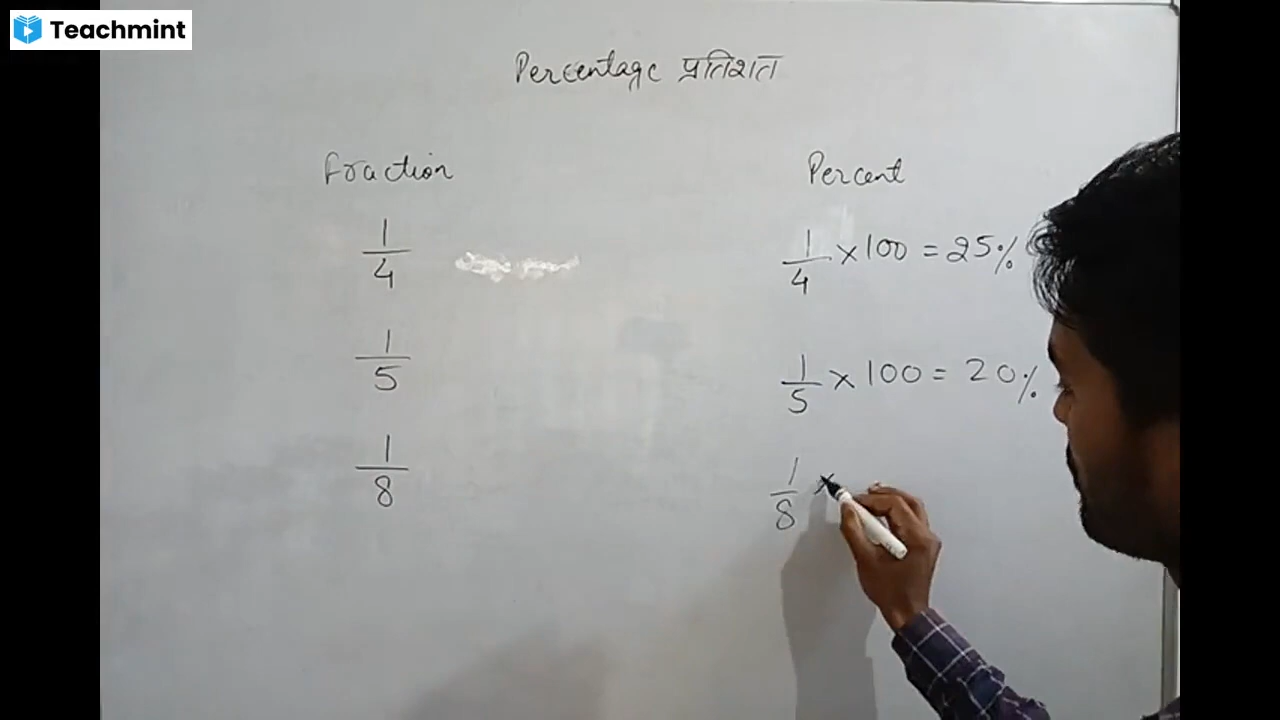 Teachmint
Percentage प्रतिशत
Fraction Percent
1/4 1/4 × 100 = 25%
1/5 1/5 × 100 = 20%
1/8 1/8 ×